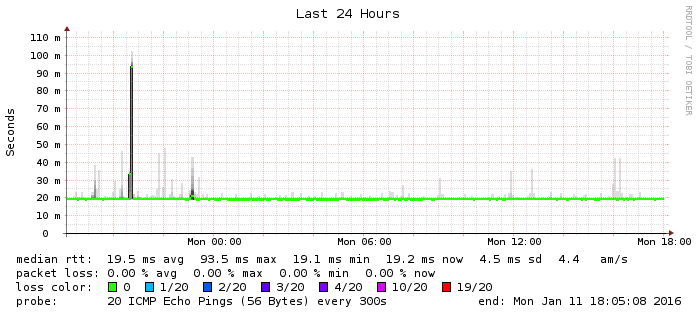 Last 24 Hours
RRDTOOL / TOBI OETIKER
Seconds
110 m
100 m
90 m
80 m
70 m
60 m
50 m
40 m
30 m
20 m
10 m
0
Mon 00:00 Mon 06:00 Mon 12:00 Mon 18:00
median rtt: 19.5 ms avg 93.5 ms max 19.1 ms min 19.2 ms now 4.5 ms sd 4.4 am/s
packet loss: 0.00 % avg 0.00 % max 0.00 % min 0.00 % now
loss color: 0 1/20 2/20 3/20 4/20 10/20 19/20
probe: 20 ICMP Echo Pings (56 Bytes) every 300s end: Mon Jan 11 18:05:08 2016